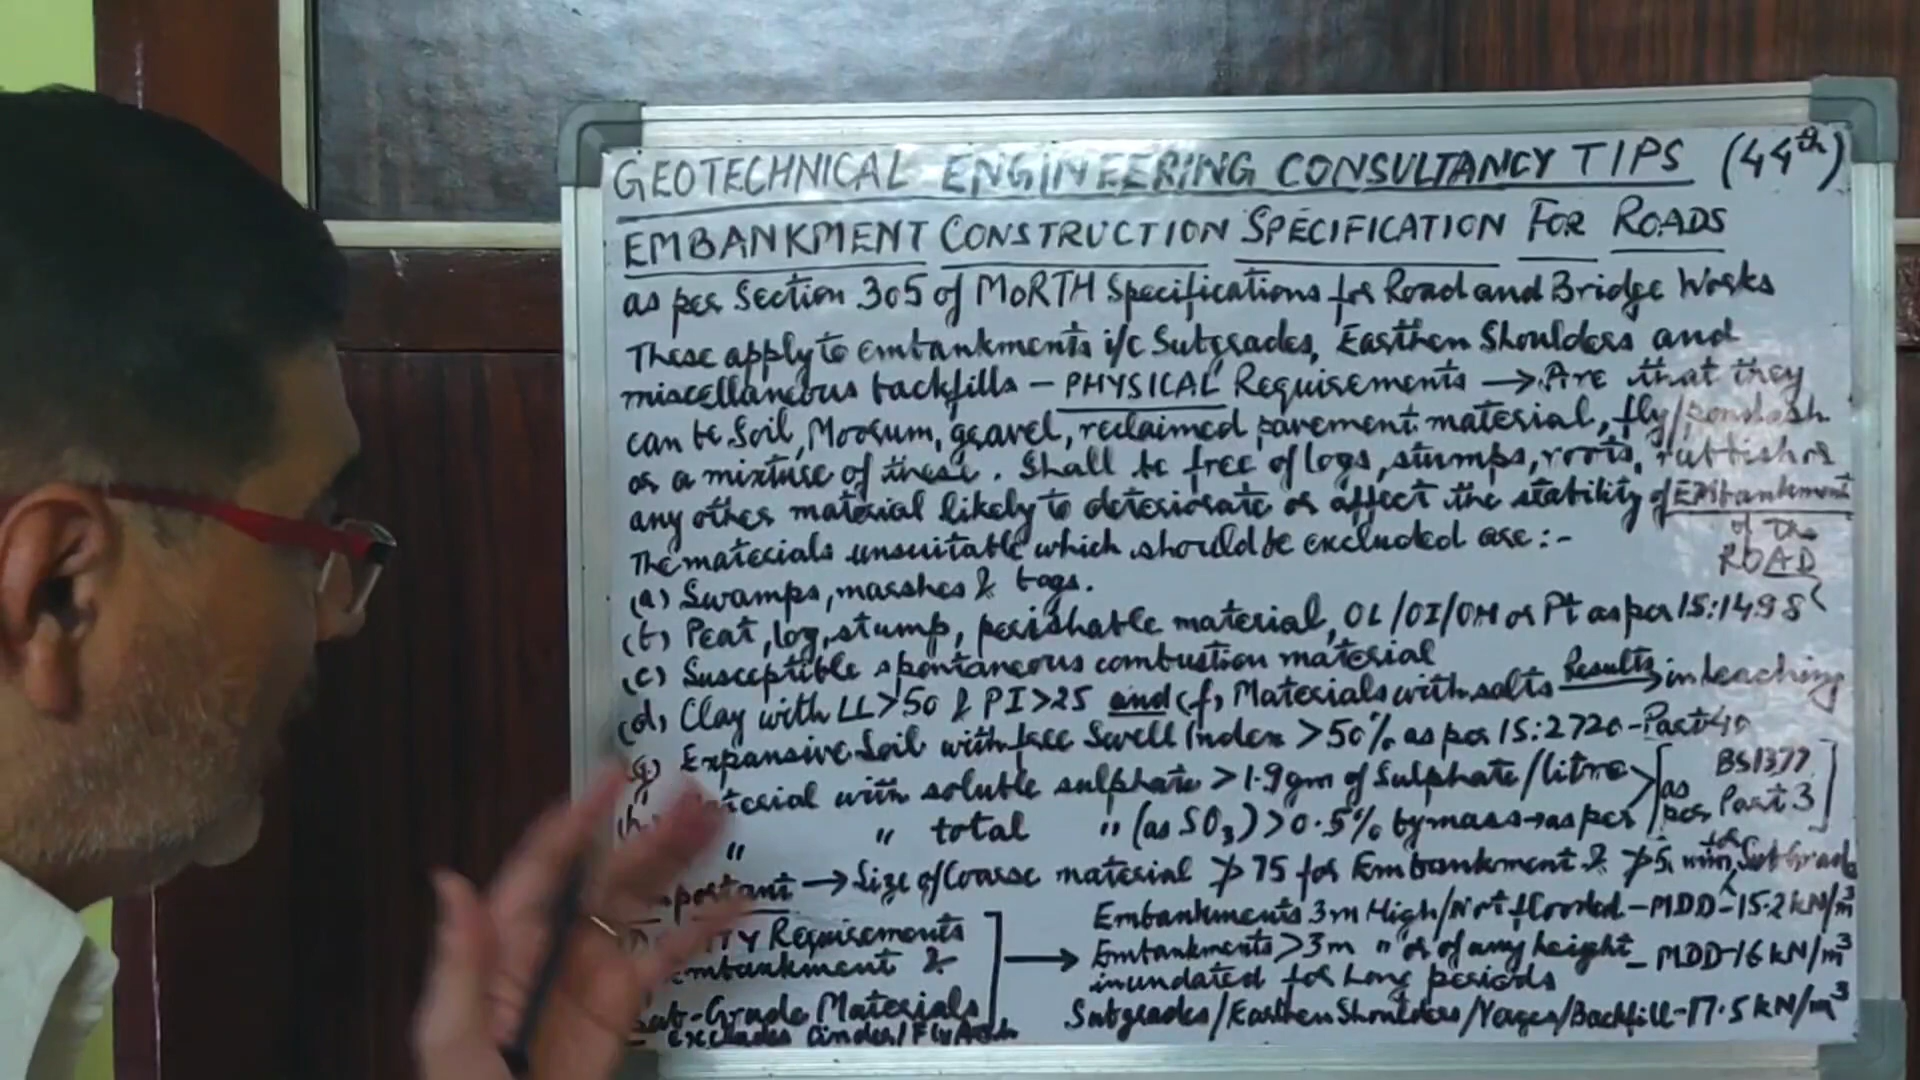 GEOTECHNICAL ENGINEERING CONSULTANCY TIPS (44th)
EMBANKMENT CONSTRUCTION SPECIFICATION FOR ROADS
as per Section 305 of MoRTH Specifications for Road and Bridge Works
These apply to embankments i/c Subgrades, Earthen Shoulders and
miscellaneous backfills – PHYSICAL Requirements → Are that they
can be Soil, Moorum, gravel, reclaimed pavement material, fly/pondash
or a mixture of these. Shall be free of logs, stumps, roots, rubbish or
any other material likely to deteriorate or affect the stability of Embankment
of the
ROAD
The materials unsuitable which should be excluded are :-
(a) Swamps, marshes & bogs.
(b) Peat, log, stump, perishable material, OL/OI/OH or Pt as per IS:1498
(c) Susceptible spontaneous combustion material
(d) Clay with LL>50 & PI>25 and (f) Materials with salts Results in leaching
(g) Expansive Soil with free Swell Index >50% as per IS:2720-Part 40
(h) with soluble sulphate >1.9gm of Sulphate/litre
" " total " (as SO3) >0.5% by mass → as per
as per BS1377 Part 3
→ Size of Coarse material ≯ 75 for Embankment & ≯ 5 mm for SubGrade
Requirements
Embankment &
Sub-Grade Materials
Excludes Cinder/FlyAsh
→ Embankments 3m High/Not flooded – MDD – 15.2 kN/m3
Embankments >3m " or of any height – MDD–16 kN/m3
inundated for Long periods
Subgrades/Earthen Shoulders/Verges/Backfill–17.5 kN/m3